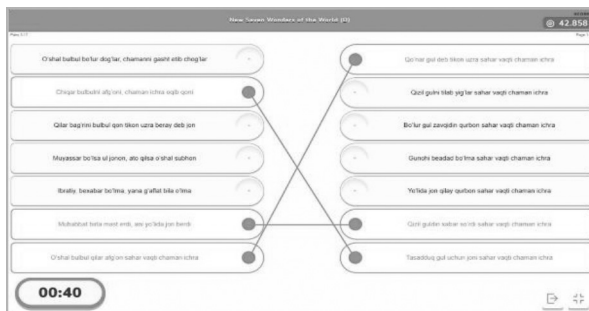 New Seven Wonders of the World (0)
42.858
O'shal bulbul bo'lur dog'lar, chamanni gasht etib chog'lar
Qo'nar gul deb tikon uzra sahar vaqti chaman ichra
Chiqar bulbulni afg'oni, chaman ichra oqib qoni
Qizil gulni tilab yig'lar sahar vaqti chaman ichra
Qilar bag'rini bulbul qon tikon uzra beray deb jon
Bo'lur gul zavqidin qurbon sahar vaqti chaman ichra
Muyassar bo'lsa ul jonon, ato qilsa o'shal subhon
Gunohi beadad bo'lma sahar vaqti chaman ichra
Ibratiy, bexabar bo'lma, yana g'aflat bila o'lma
Yo'lida jon qilay qurbon sahar vaqti chaman ichra
Muhabbat bila mast erdi, ani yo'lida jon berdi
Qizil guldin xabar so'rdi sahar vaqti chaman ichra
O'shal bulbul qilar afg'on sahar vaqti chaman ichra
Tasadduq gul uchun joni sahar vaqti chaman ichra
00:40